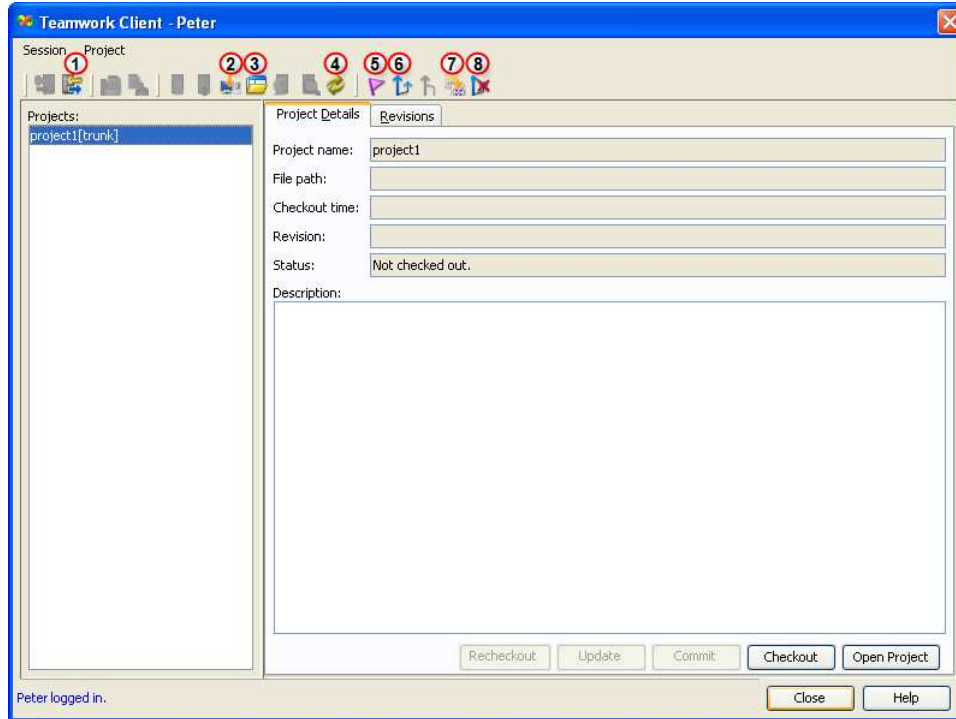 Teamwork Client - Peter
Session Project
1 2 3 4 5 6 7 8
Projects:
project1[trunk]
Project Details Revisions
Project name: project1
File path:
Checkout time:
Revision:
Status: Not checked out.
Description:
Recheckout Update Commit Checkout Open Project
Peter logged in.
Close Help